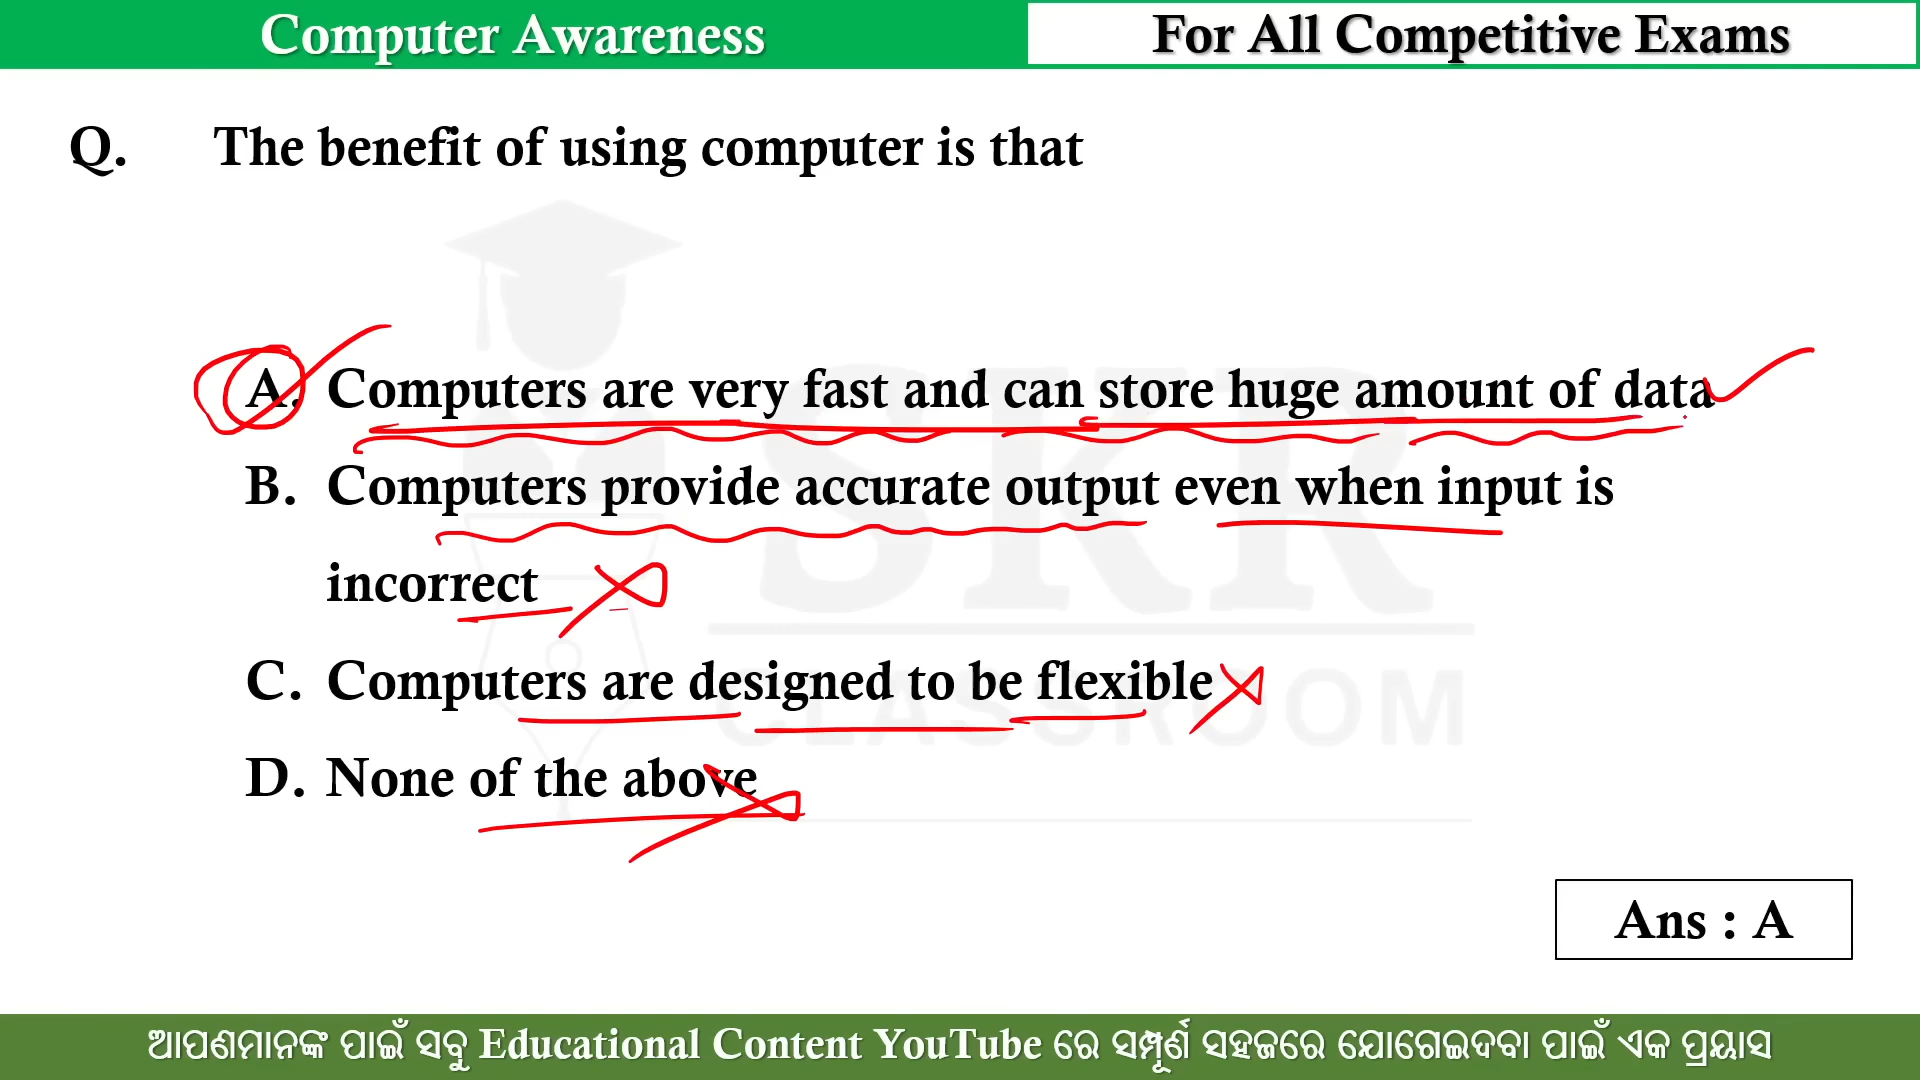 Computer Awareness
For All Competitive Exams
Q. The benefit of using computer is that
A. Computers are very fast and can store huge amount of data
B. Computers provide accurate output even when input is
incorrect
C. Computers are designed to be flexible
D. None of the above
SKR
CLASSROOM
Ans : A
ଆପଣମାନଙ୍କ ପାଇଁ ସବୁ Educational Content YouTube ରେ ସମ୍ପୂର୍ଣ ସହଜରେ ଯୋଗେଇଦବା ପାଇଁ ଏକ ପ୍ରୟାସ